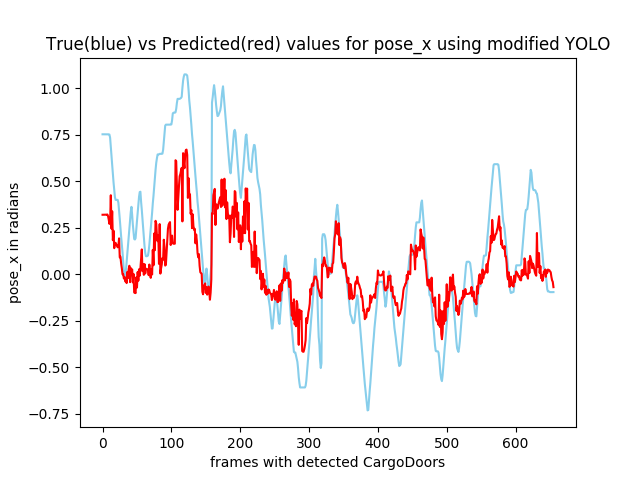 True(blue) vs Predicted(red) values for pose_x using modified YOLO
pose_x in radians
1.00
0.75
0.50
0.25
0.00
−0.25
−0.50
−0.75
0 100 200 300 400 500 600
frames with detected CargoDoors